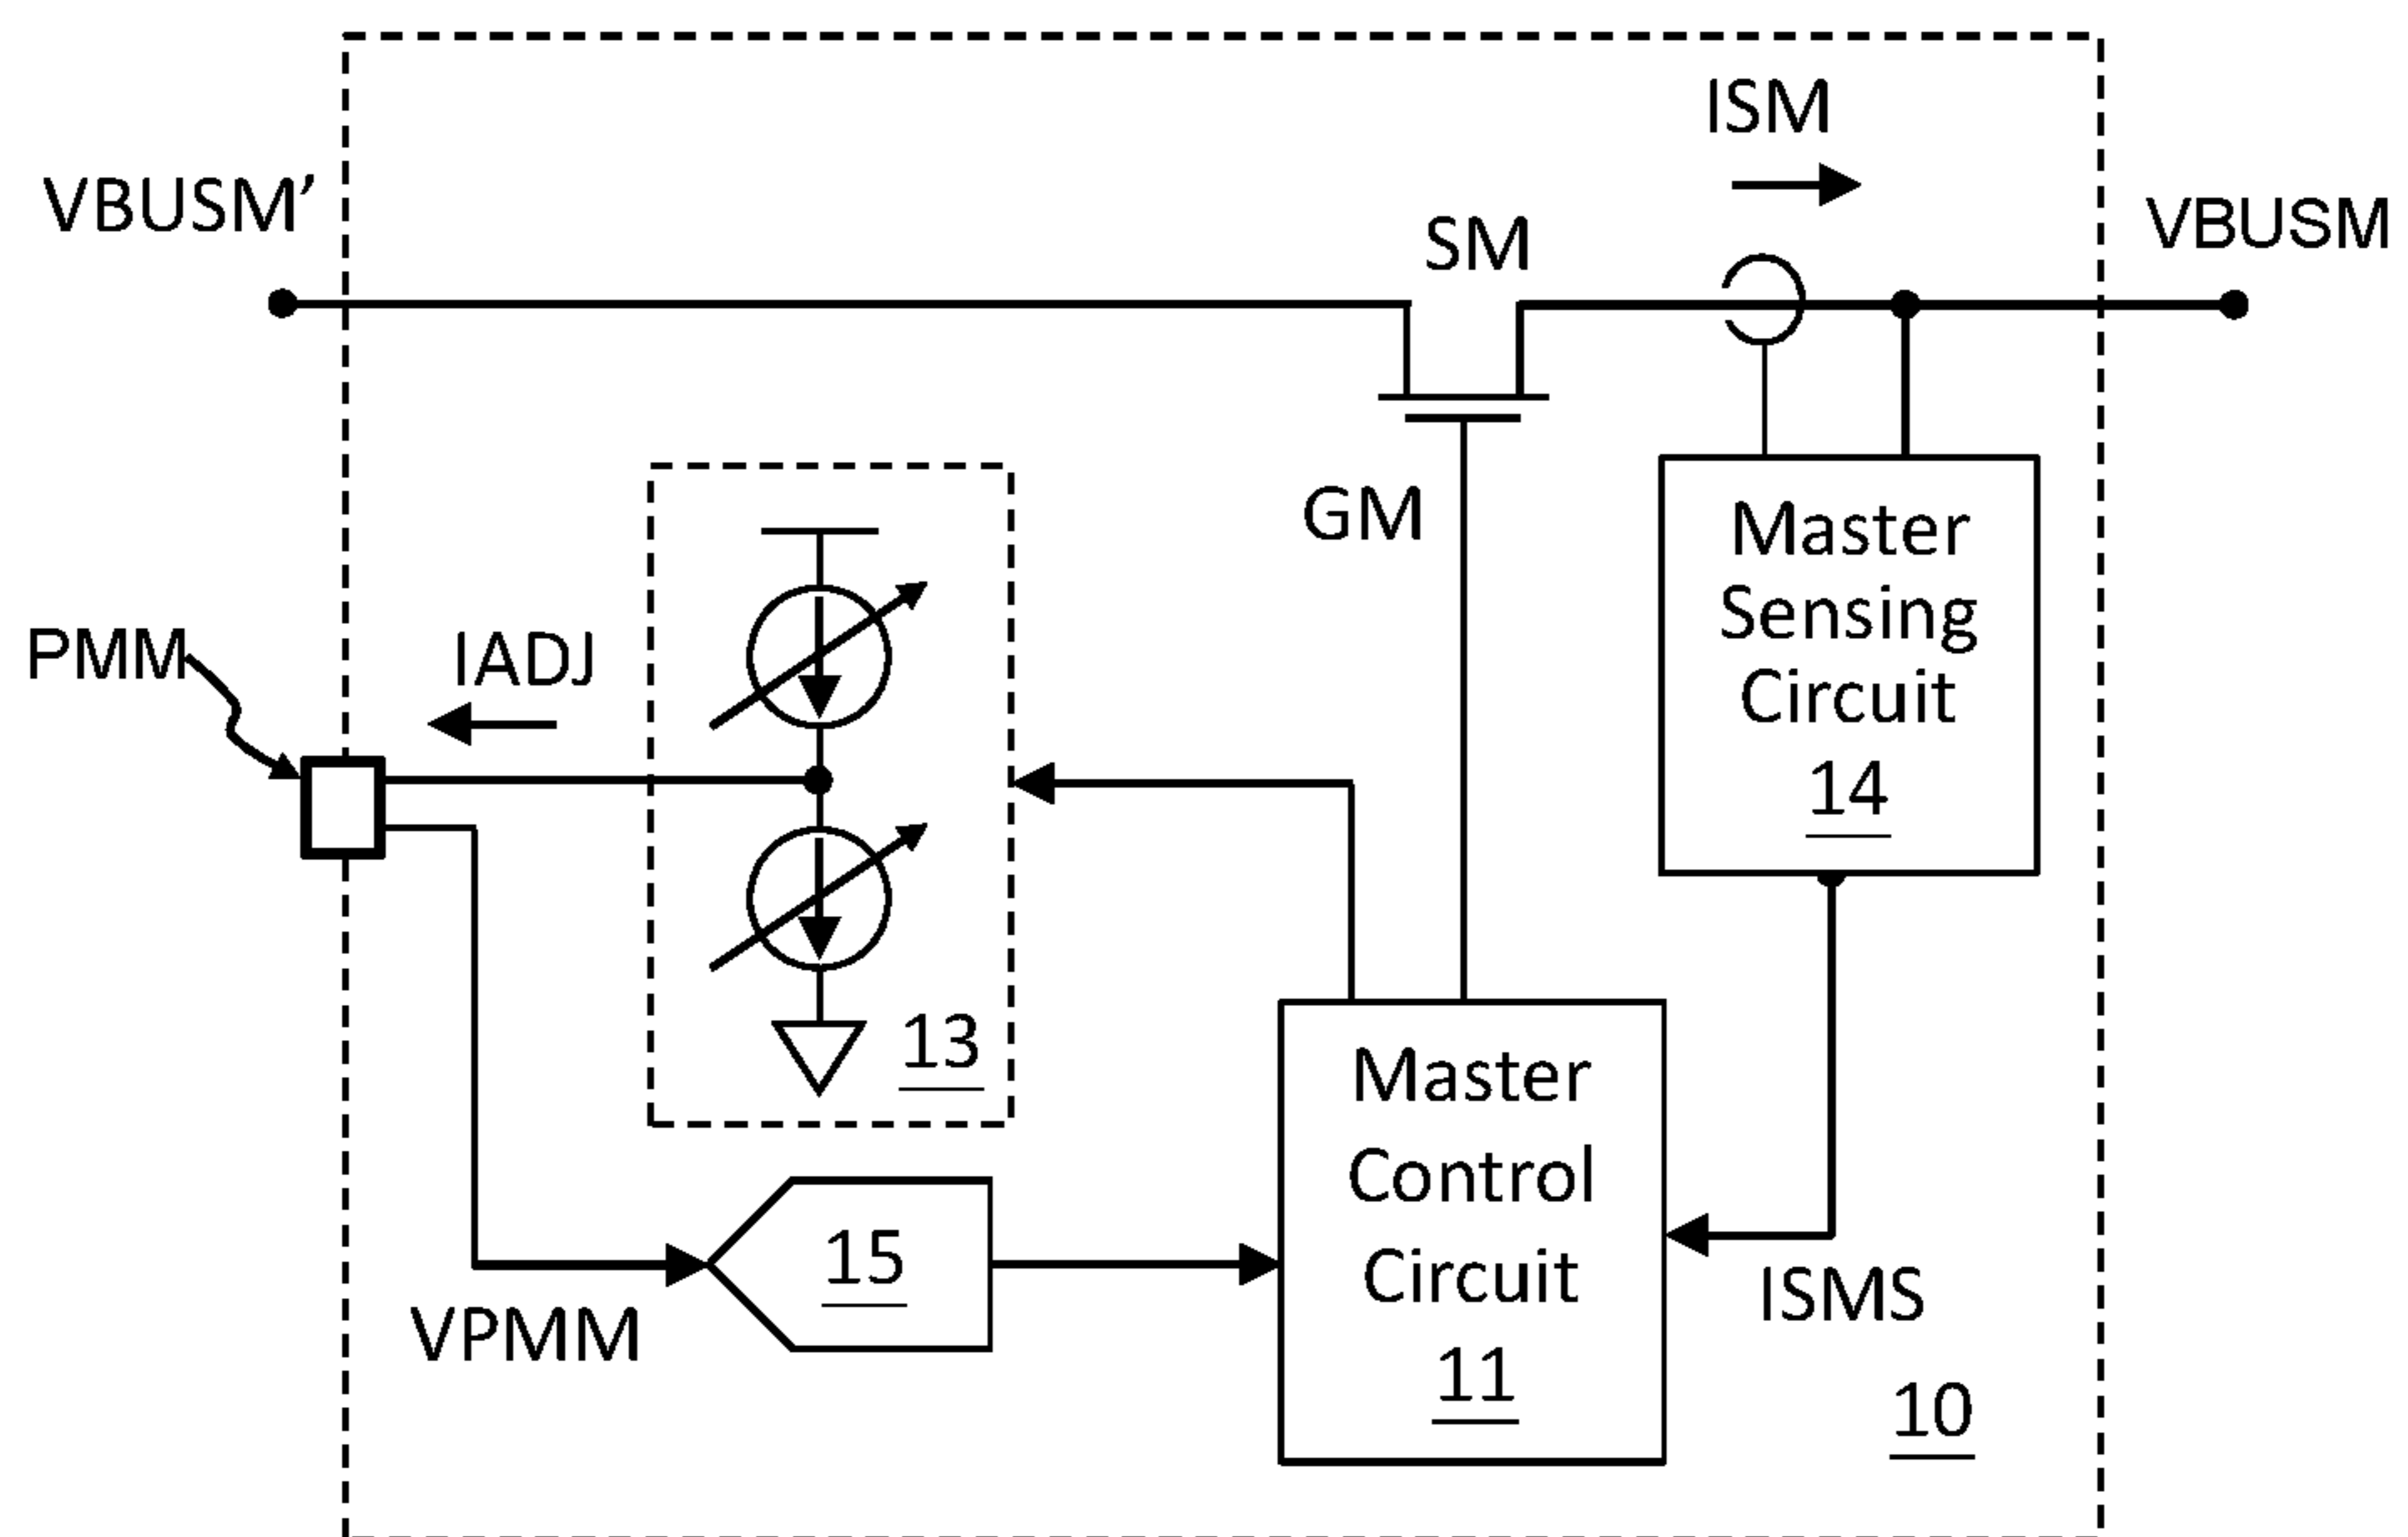 ISM
VBUSM'
VBUSM
SM
GM
Master
Sensing
Circuit
14
PMM
IADJ
13
Master
Control
Circuit
11
15
VPMM
ISMS
10